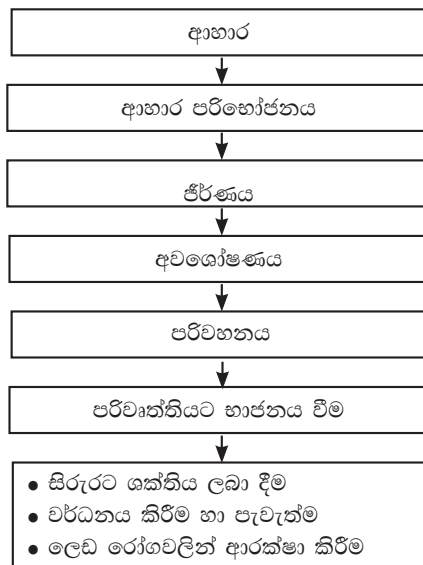 ආහාර
ආහාර පරිභෝජනය
ජීර්ණය
අවශෝෂණය
පරිවහනය
පරිවෘත්තියට භාජනය වීම
• සිරුරට ශක්තිය ලබා දීම
• වර්ධනය කිරීම හා පැවැත්ම
• ලෙඩ රෝගවලින් ආරක්ෂා කිරීම